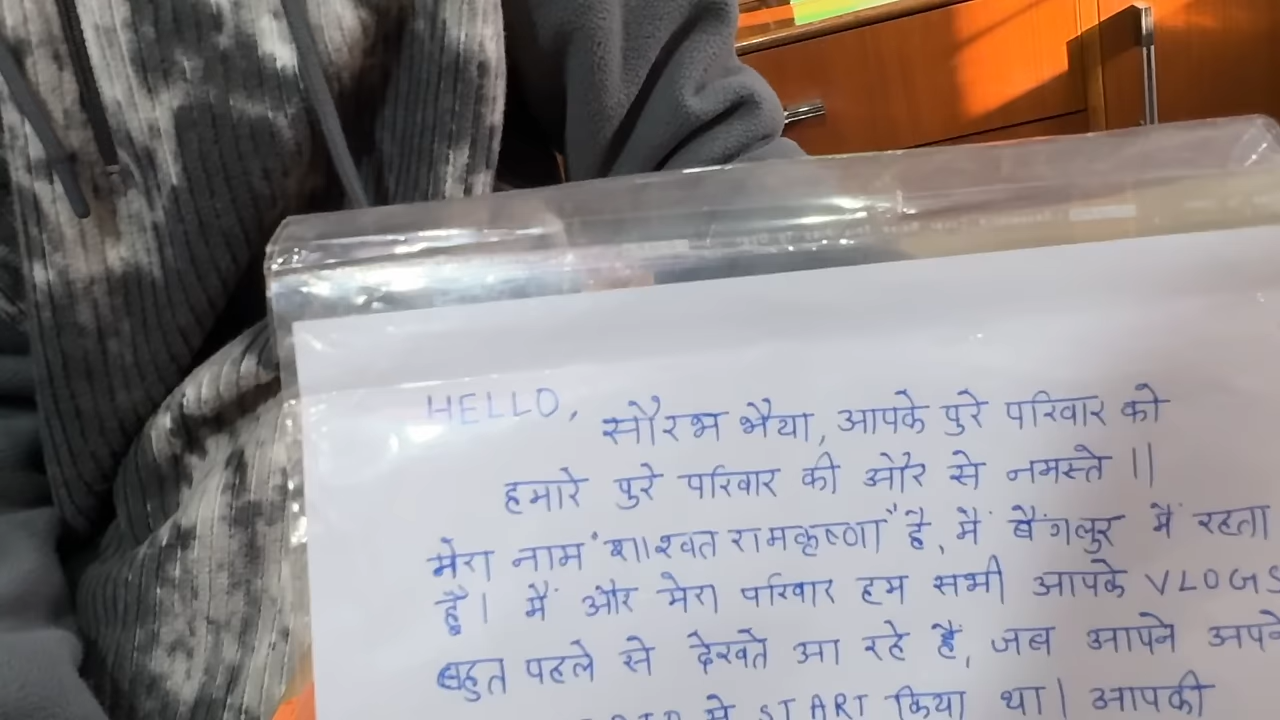 HELLO, सौरभ भैया, आपके पुरे परिवार को
हमारे पुरे परिवार की और से नमस्ते ||
मेरा नाम "शाश्वत रामकृष्णा" है, मैं बैंगलुर में रहता
हुँ। मैं और मेरा परिवार हम सभी आपके VLOGS
बहुत पहले से देखते आ रहे हैं, जब आपने अपने
से START किया था। आपकी